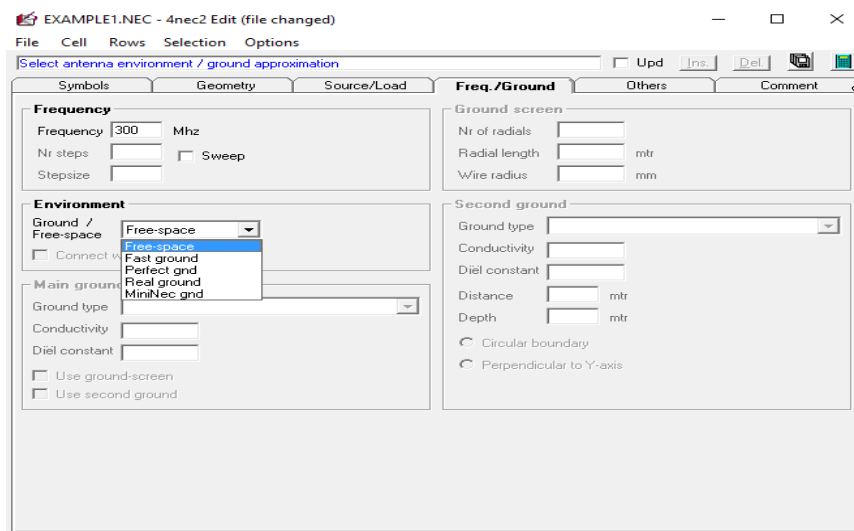 EXAMPLE1.NEC - 4nec2 Edit (file changed)
File Cell Rows Selection Options
Select antenna environment / ground approximation Upd Ins. Del.
Symbols Geometry Source/Load Freq./Ground Others Comment
Frequency
Frequency 300 Mhz
Nr steps Sweep
Stepsize
Environment
Ground / Free-space
Free-space
Free-space
Fast ground
Perfect gnd
Real ground
MiniNec gnd
Connect
Main ground
Ground type
Conductivity
Diël constant
Use ground-screen
Use second ground
Ground screen
Nr of radials
Radial length mtr
Wire radius mm
Second ground
Ground type
Conductivity
Diël constant
Distance mtr
Depth mtr
Circular boundary
Perpendicular to Y-axis